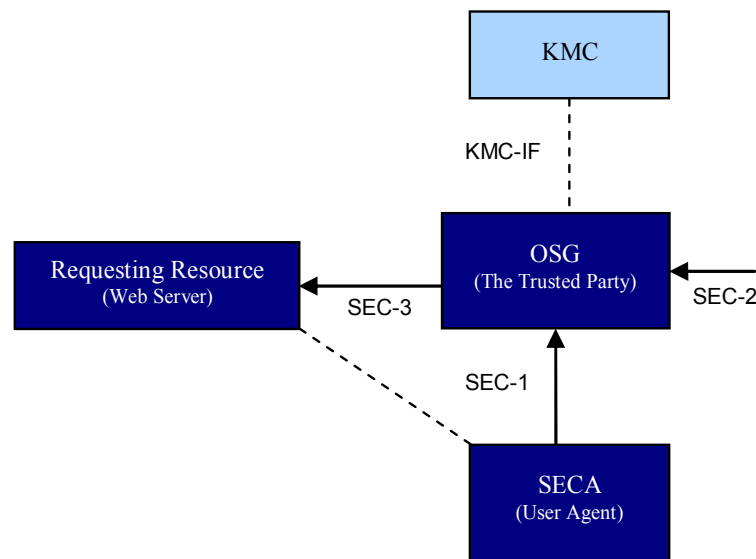 KMC
KMC-IF
OSG
(The Trusted Party)
Requesting Resource
(Web Server)
SEC-3
SEC-2
SEC-1
SECA
(User Agent)